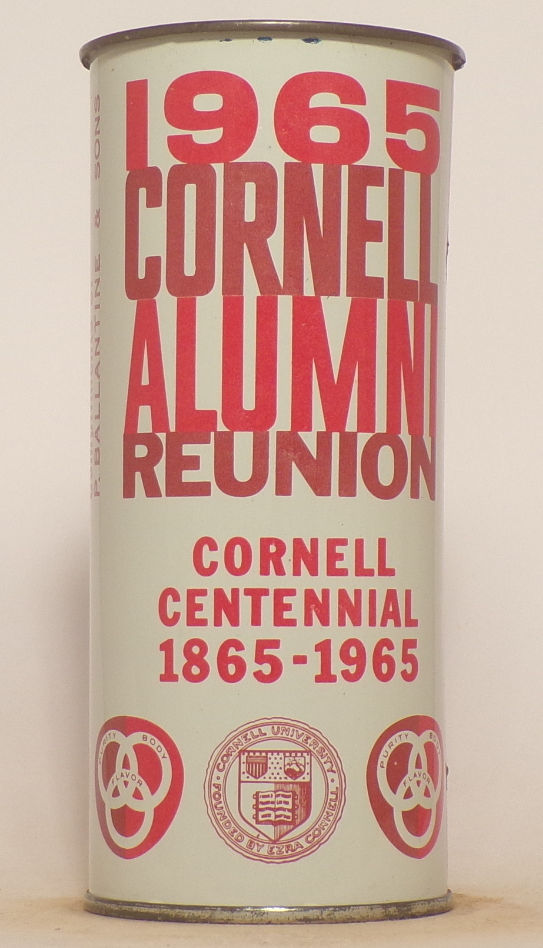 1965
CORNELL
ALUMNI
REUNION
CORNELL
CENTENNIAL
1865-1965
P. BALLANTINE & SONS
PURITY BODY
FLAVOR
CORNELL UNIVERSITY
FOUNDED BY EZRA CORNELL
PURITY BODY
FLAVOR